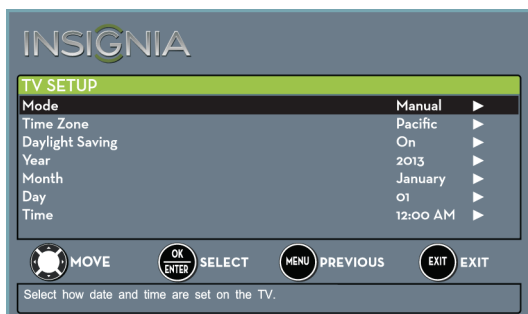 INSIGNIA
TV SETUP
Mode Manual ▶
Time Zone Pacific ▶
Daylight Saving On ▶
Year 2013 ▶
Month January ▶
Day 01 ▶
Time 12:00 AM ▶
MOVE OK ENTER SELECT MENU PREVIOUS EXIT EXIT
Select how date and time are set on the TV.